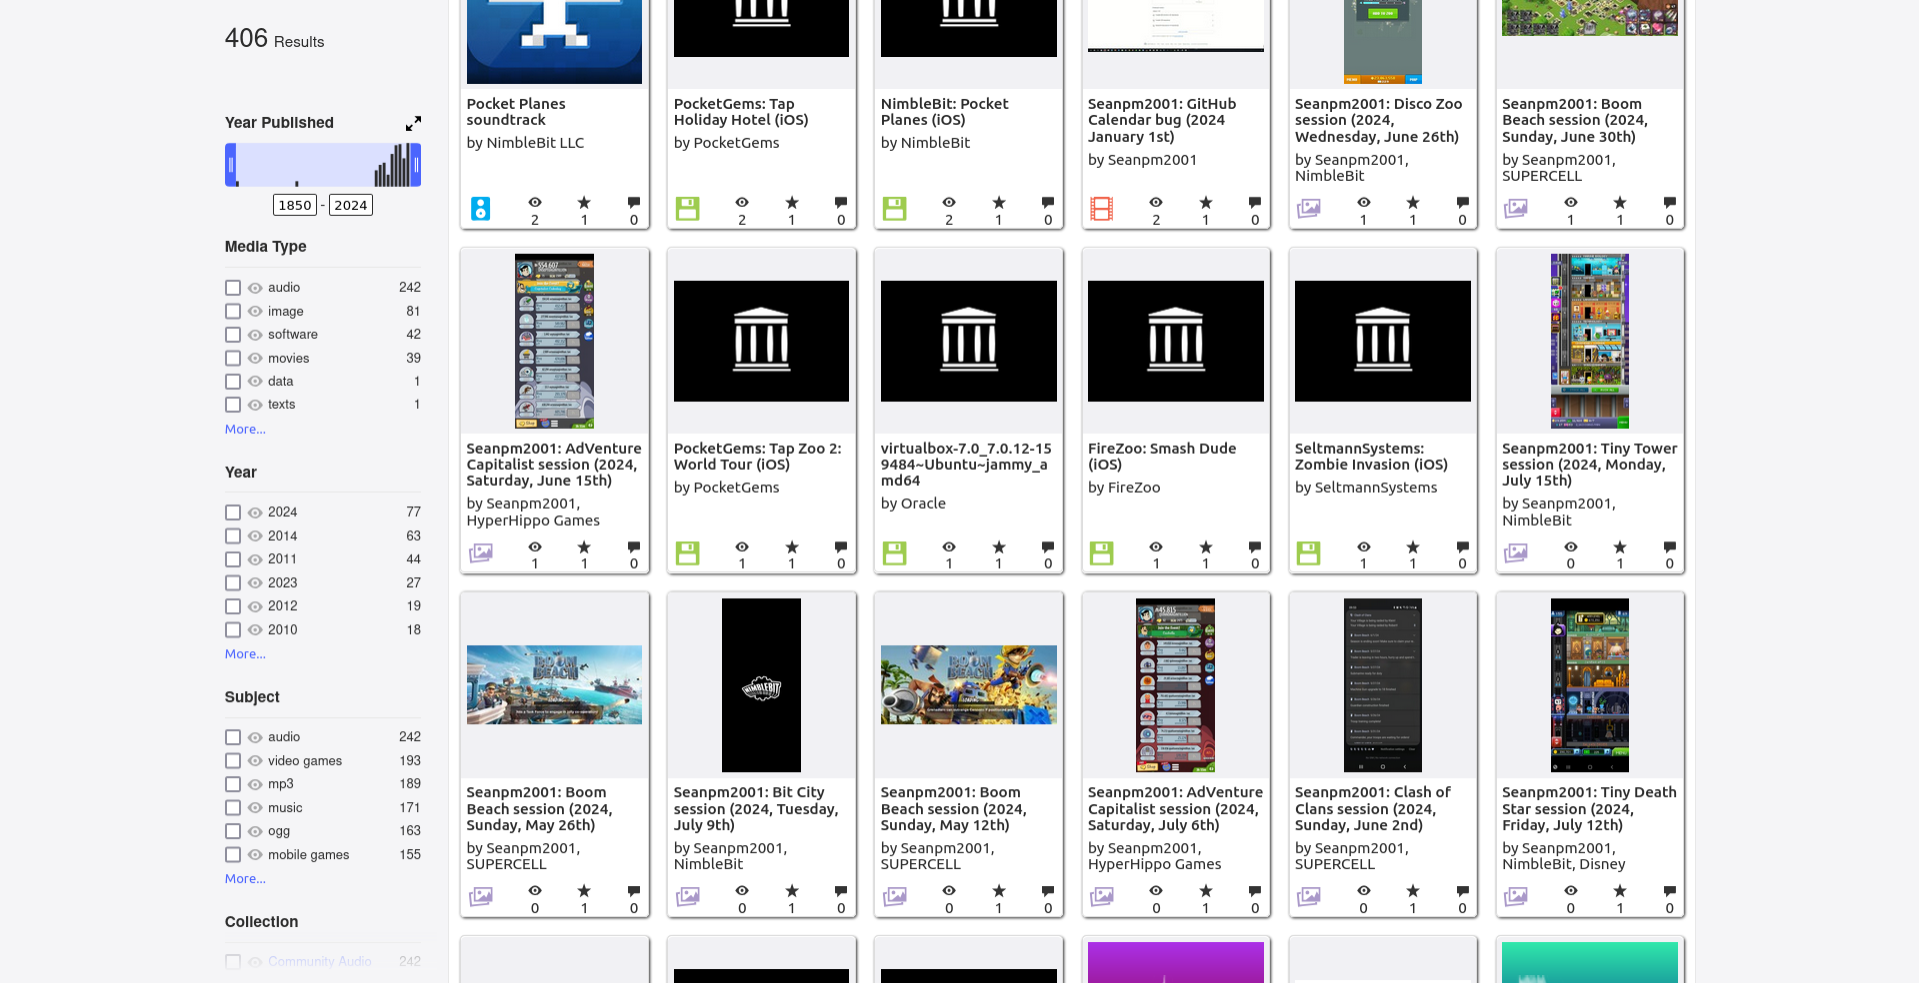 406 Results
Year Published
1850 - 2024
Media Type
audio 242
image 81
software 42
movies 39
data 1
texts 1
More...
Year
2024 77
2014 63
2011 44
2023 27
2012 19
2010 18
More...
Subject
audio 242
video games 193
mp3 189
music 171
ogg 163
mobile games 155
More...
Collection
Community Audio 242
Pocket Planes
soundtrack
by NimbleBit LLC
2 1 0
PocketGems: Tap
Holiday Hotel (iOS)
by PocketGems
2 1 0
NimbleBit: Pocket
Planes (iOS)
by NimbleBit
2 1 0
Seanpm2001: GitHub
Calendar bug (2024
January 1st)
by Seanpm2001
2 1 0
Seanpm2001: Disco Zoo
session (2024,
Wednesday, June 26th)
by Seanpm2001,
NimbleBit
1 1 0
Seanpm2001: Boom
Beach session (2024,
Sunday, June 30th)
by Seanpm2001,
SUPERCELL
1 1 0
Seanpm2001: AdVenture
Capitalist session (2024,
Saturday, June 15th)
by Seanpm2001,
HyperHippo Games
1 1 0
PocketGems: Tap Zoo 2:
World Tour (iOS)
by PocketGems
1 1 0
virtualbox-7.0_7.0.12-15
9484~Ubuntu~jammy_a
md64
by Oracle
1 1 0
FireZoo: Smash Dude
(iOS)
by FireZoo
1 1 0
SeltmannSystems:
Zombie Invasion (iOS)
by SeltmannSystems
1 1 0
Seanpm2001: Tiny Tower
session (2024, Monday,
July 15th)
by Seanpm2001,
NimbleBit
0 1 0
BOOM
BEACH
Seanpm2001: Boom
Beach session (2024,
Sunday, May 26th)
by Seanpm2001,
SUPERCELL
0 1 0
NIMBLEBIT
Seanpm2001: Bit City
session (2024, Tuesday,
July 9th)
by Seanpm2001,
NimbleBit
0 1 0
BOOM
BEACH
Seanpm2001: Boom
Beach session (2024,
Sunday, May 12th)
by Seanpm2001,
SUPERCELL
0 1 0
Seanpm2001: AdVenture
Capitalist session (2024,
Saturday, July 6th)
by Seanpm2001,
HyperHippo Games
0 1 0
Seanpm2001: Clash of
Clans session (2024,
Sunday, June 2nd)
by Seanpm2001,
SUPERCELL
0 1 0
Seanpm2001: Tiny Death
Star session (2024,
Friday, July 12th)
by Seanpm2001,
NimbleBit, Disney
0 1 0